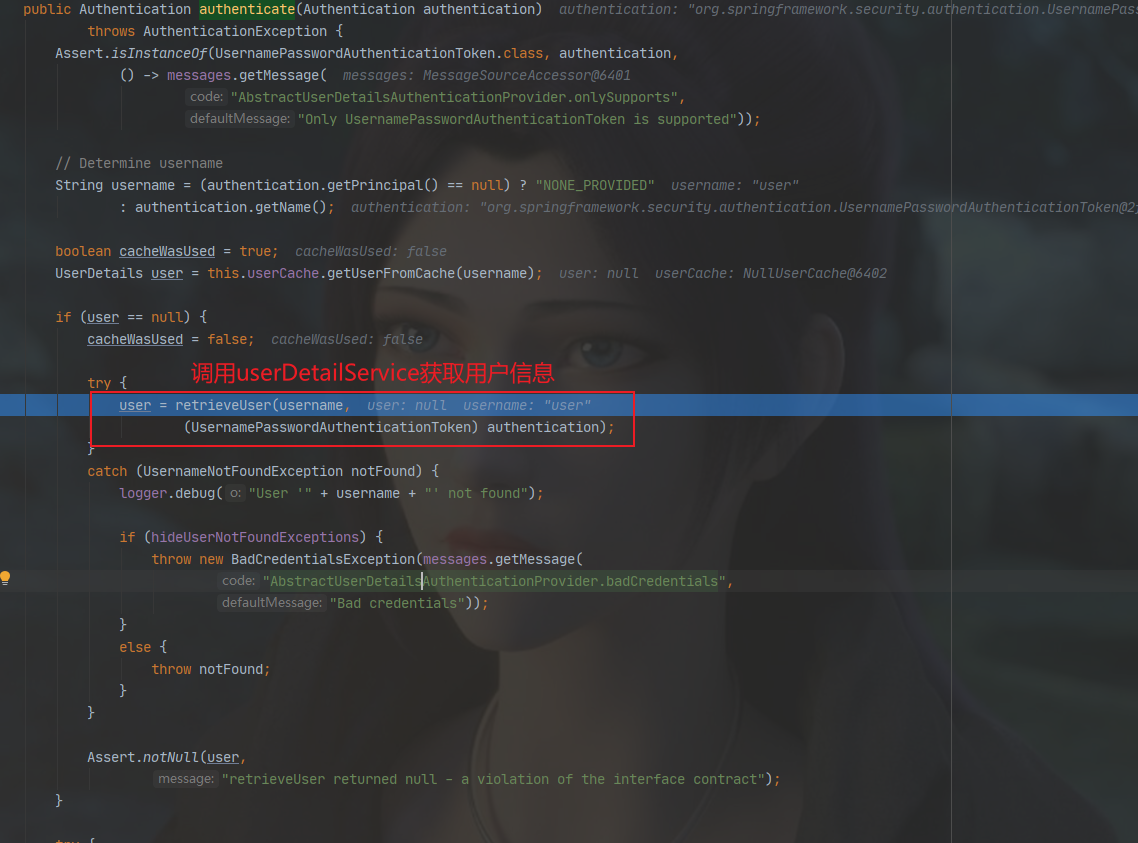 public Authentication authenticate(Authentication authentication) authentication: "org.springframework.security.authentication.UsernamePass
throws AuthenticationException {
Assert.isInstanceOf(UsernamePasswordAuthenticationToken.class, authentication,
() -> messages.getMessage( messages: MessageSourceAccessor@6401
code: "AbstractUserDetailsAuthenticationProvider.onlySupports",
defaultMessage: "Only UsernamePasswordAuthenticationToken is supported"));
// Determine username
String username = (authentication.getPrincipal() == null) ? "NONE_PROVIDED" username: "user"
: authentication.getName(); authentication: "org.springframework.security.authentication.UsernamePasswordAuthenticationToken@2
boolean cacheWasUsed = true; cacheWasUsed: false
UserDetails user = this.userCache.getUserFromCache(username); user: null userCache: NullUserCache@6402
if (user == null) {
cacheWasUsed = false; cacheWasUsed: false
调用userDetailService获取用户信息
try {
user = retrieveUser(username, user: null username: "user"
(UsernamePasswordAuthenticationToken) authentication);
}
catch (UsernameNotFoundException notFound) {
logger.debug( o: "User '" + username + "' not found");
if (hideUserNotFoundExceptions) {
throw new BadCredentialsException(messages.getMessage(
code: "AbstractUserDetailsAuthenticationProvider.badCredentials",
defaultMessage: "Bad credentials"));
}
else {
throw notFound;
}
}
Assert.notNull(user,
message: "retrieveUser returned null – a violation of the interface contract");
}
try {